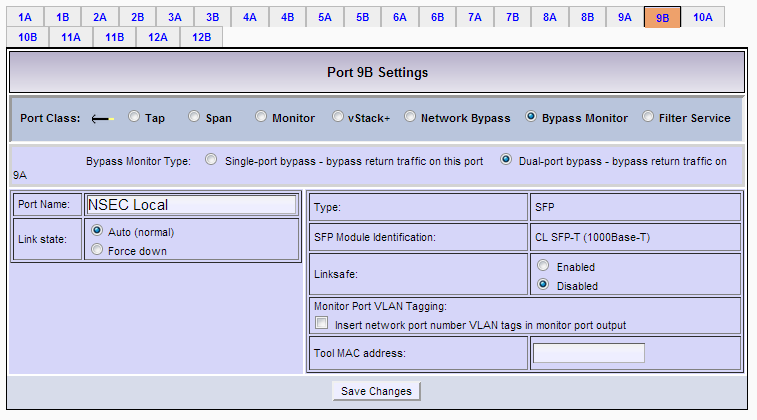 1A 1B 2A 2B 3A 3B 4A 4B 5A 5B 6A 6B 7A 7B 8A 8B 9A 9B 10A
10B 11A 11B 12A 12B
Port 9B Settings
Port Class: Tap Span Monitor vStack+ Network Bypass Bypass Monitor Filter Service
Bypass Monitor Type: Single-port bypass - bypass return traffic on this port Dual-port bypass - bypass return traffic on
9A
Port Name: NSEC Local
Link state: Auto (normal)
Force down
Type: SFP
SFP Module Identification: CL SFP-T (1000Base-T)
Linksafe: Enabled
Disabled
Monitor Port VLAN Tagging:
Insert network port number VLAN tags in monitor port output
Tool MAC address:
Save Changes